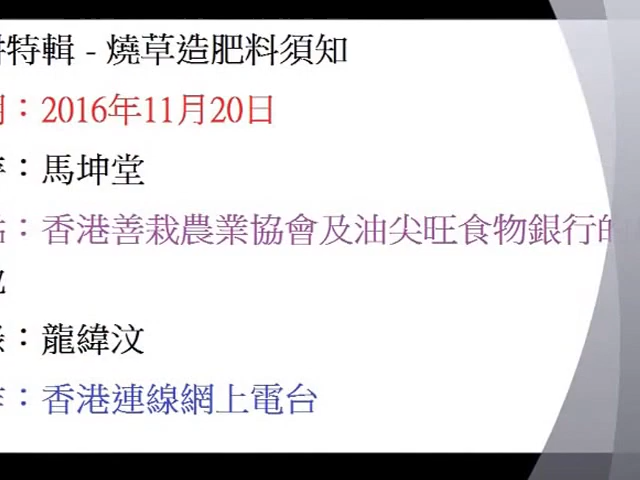 特輯 - 燒草造肥料須知
：2016年11月20日
：馬坤堂
：香港善栽農業協會及油尖旺食物銀行的
：龍緯汶
：香港連線網上電台